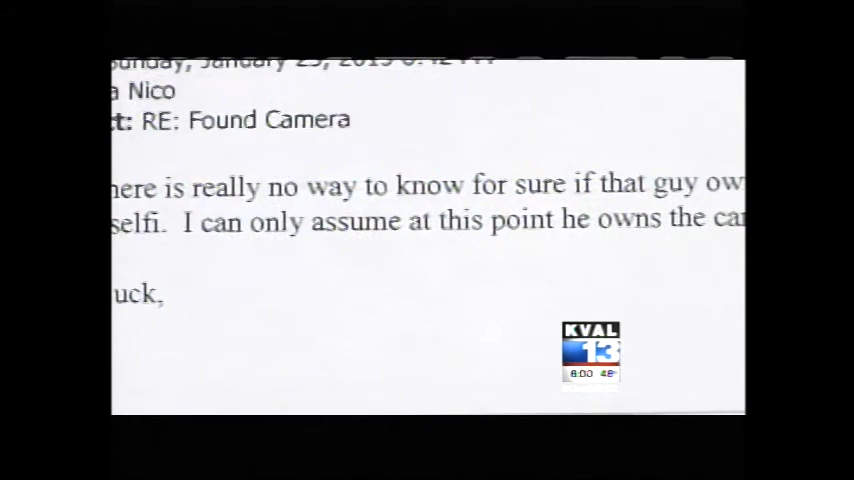 a Nico
t: RE: Found Camera
here is really no way to know for sure if that guy ow
selfi. I can only assume at this point he owns the ca
uck,
KVAL
13
6:00 48°